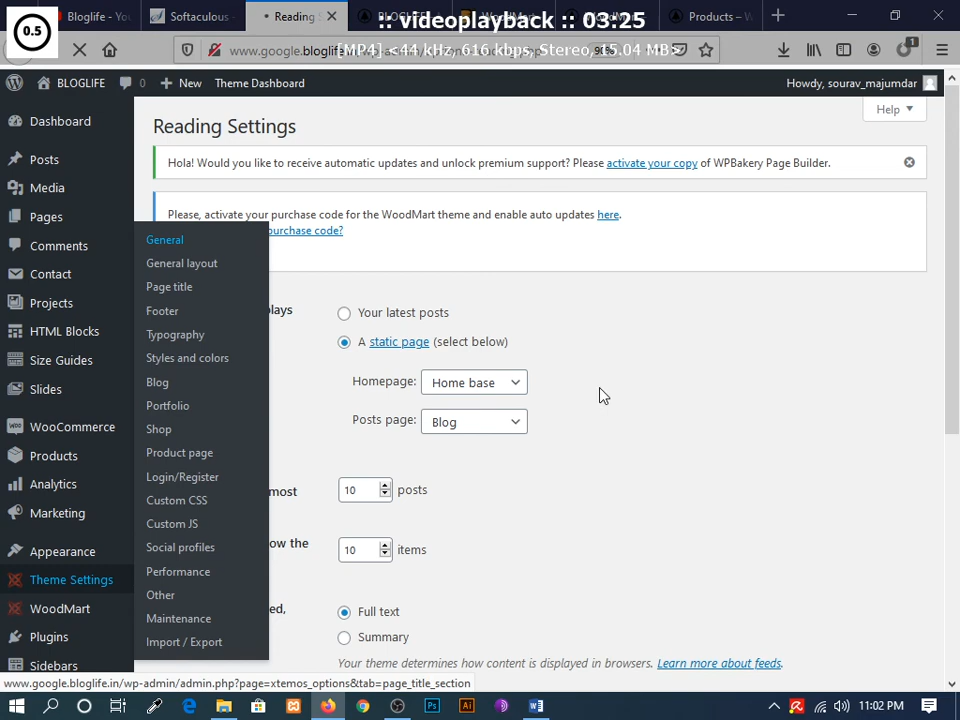 0.5
Bloglife - Yo
Softaculous
Reading S
BLOGLIFE
Products –
:: videoplayback :: 03:25
[MP4] <44 kHz, 616 kbps, Stereo, 15.04 MB>
www.google.bloglife.in
BLOGLIFE
0
New
Theme Dashboard
Howdy, sourav_majumdar
Help
Dashboard
Posts
Media
Pages
Comments
Contact
Projects
HTML Blocks
Size Guides
Slides
WooCommerce
Products
Analytics
Marketing
Appearance
Theme Settings
WoodMart
Plugins
Sidebars
General
General layout
Page title
Footer
Typography
Styles and colors
Blog
Portfolio
Shop
Product page
Login/Register
Custom CSS
Custom JS
Social profiles
Performance
Other
Maintenance
Import / Export
Reading Settings
Hola! Would you like to receive automatic updates and unlock premium support? Please activate your copy of WPBakery Page Builder.
Please, activate your purchase code for the WoodMart theme and enable auto updates here.
purchase code?
Your latest posts
A static page (select below)
Homepage: Home base
Posts page: Blog
most 10 posts
ow the 10 items
Full text
Summary
Your theme determines how content is displayed in browsers. Learn more about feeds.
www.google.bloglife.in/wp-admin/admin.php?page=xtemos_options&tab=page_title_section
11:02 PM